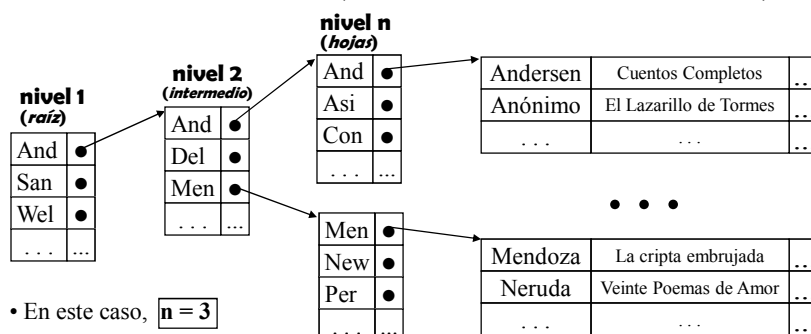 nivel 1
(raíz)
And
San
Wel
. . . ...
nivel 2
(intermedio)
And
Del
Men
. . . ...
nivel n
(hojas)
And
Asi
Con
. . . ...
Men
New
Per
. . . ...
Andersen Cuentos Completos ..
Anónimo El Lazarillo de Tormes ..
. . . . . . ..
• • •
Mendoza La cripta embrujada ..
Neruda Veinte Poemas de Amor ..
. . . . . . ..
• En este caso, n = 3